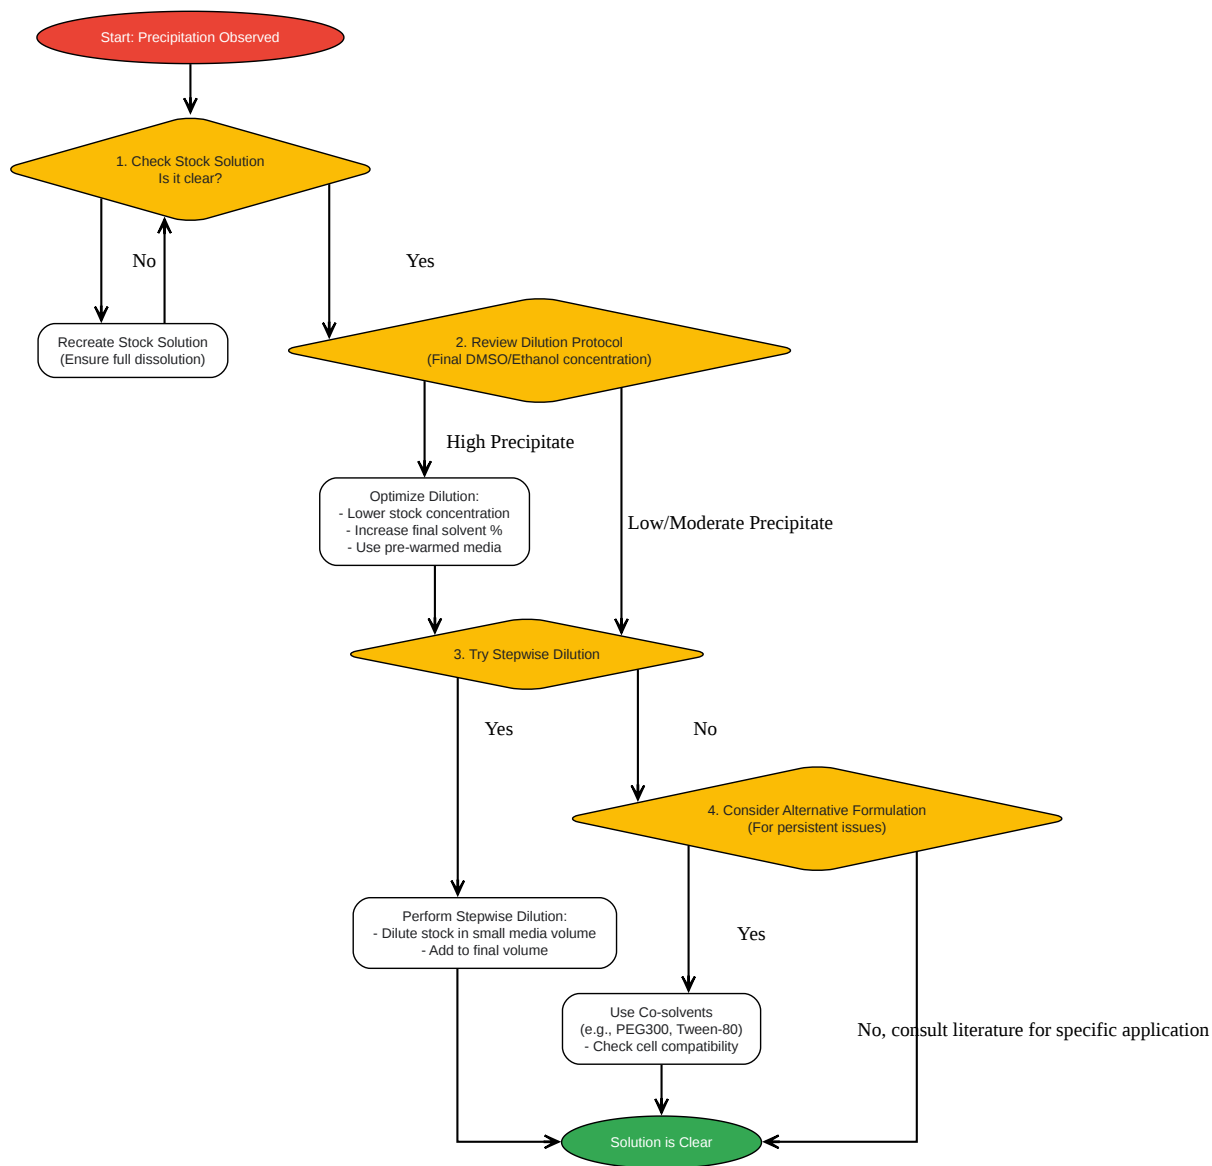 Start: Precipitation Observed
1. Check Stock Solution
Is it clear?
No
Yes
Recreate Stock Solution
(Ensure full dissolution)
2. Review Dilution Protocol
(Final DMSO/Ethanol concentration)
High Precipitate
Optimize Dilution:
- Lower stock concentration
- Increase final solvent %
- Use pre-warmed media
Low/Moderate Precipitate
3. Try Stepwise Dilution
Yes
No
4. Consider Alternative Formulation
(For persistent issues)
Perform Stepwise Dilution:
- Dilute stock in small media volume
- Add to final volume
Yes
Use Co-solvents
(e.g., PEG300, Tween-80)
- Check cell compatibility
No, consult literature for specific application
Solution is Clear